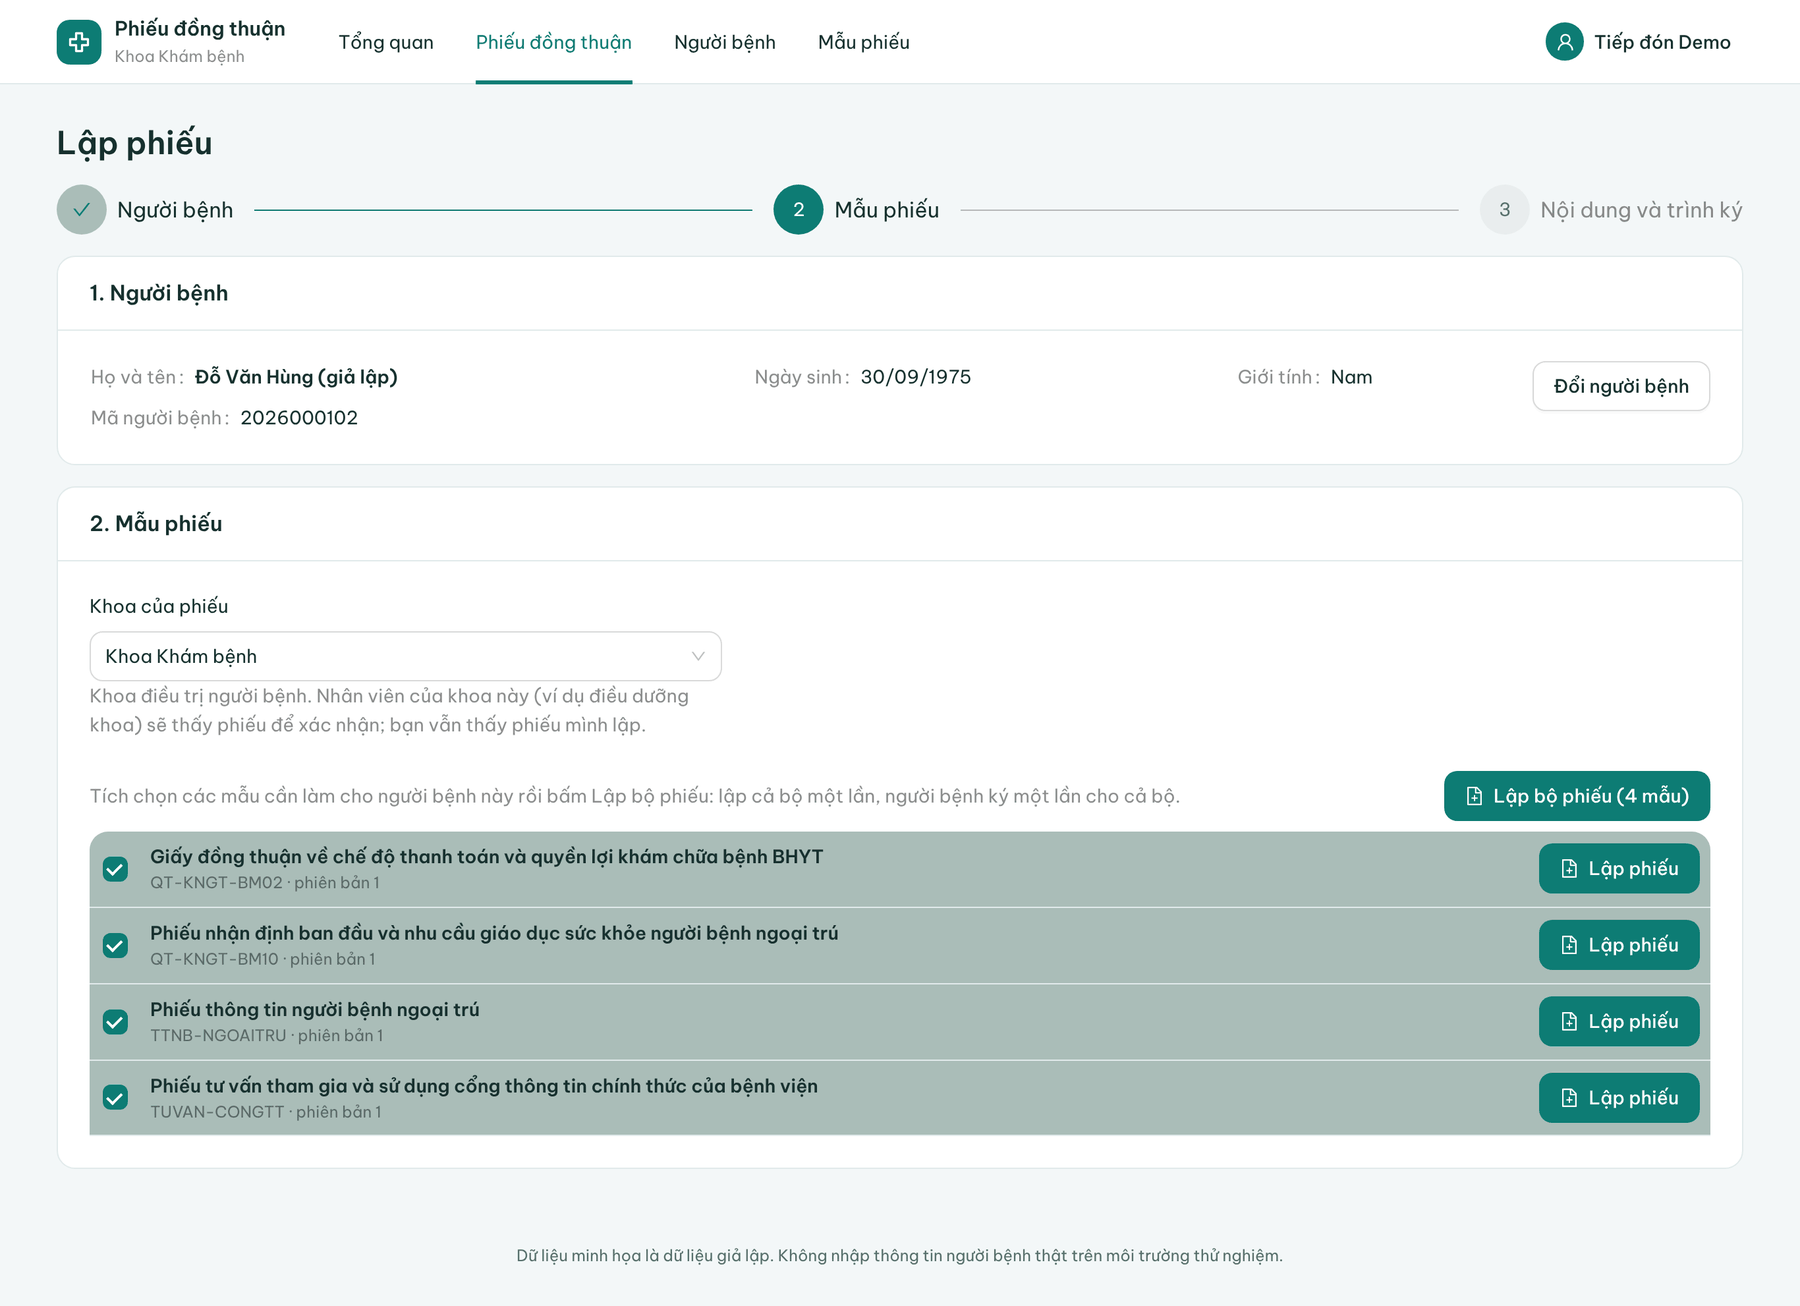 Phiếu đồng thuận
Khoa Khám bệnh
Tổng quan
Phiếu đồng thuận
Người bệnh
Mẫu phiếu
Tiếp đón Demo
Lập phiếu
Người bệnh
2 Mẫu phiếu
3 Nội dung và trình ký
1. Người bệnh
Họ và tên: Đỗ Văn Hùng (giả lập)
Ngày sinh: 30/09/1975
Giới tính: Nam
Đổi người bệnh
Mã người bệnh: 2026000102
2. Mẫu phiếu
Khoa của phiếu
Khoa Khám bệnh
Khoa điều trị người bệnh. Nhân viên của khoa này (ví dụ điều dưỡng
khoa) sẽ thấy phiếu để xác nhận; bạn vẫn thấy phiếu mình lập.
Tích chọn các mẫu cần làm cho người bệnh này rồi bấm Lập bộ phiếu: lập cả bộ một lần, người bệnh ký một lần cho cả bộ.
Lập bộ phiếu (4 mẫu)
Giấy đồng thuận về chế độ thanh toán và quyền lợi khám chữa bệnh BHYT
QT-KNGT-BM02 · phiên bản 1
Lập phiếu
Phiếu nhận định ban đầu và nhu cầu giáo dục sức khỏe người bệnh ngoại trú
QT-KNGT-BM10 · phiên bản 1
Lập phiếu
Phiếu thông tin người bệnh ngoại trú
TTNB-NGOAITRU · phiên bản 1
Lập phiếu
Phiếu tư vấn tham gia và sử dụng cổng thông tin chính thức của bệnh viện
TUVAN-CONGTT · phiên bản 1
Lập phiếu
Dữ liệu minh họa là dữ liệu giả lập. Không nhập thông tin người bệnh thật trên môi trường thử nghiệm.